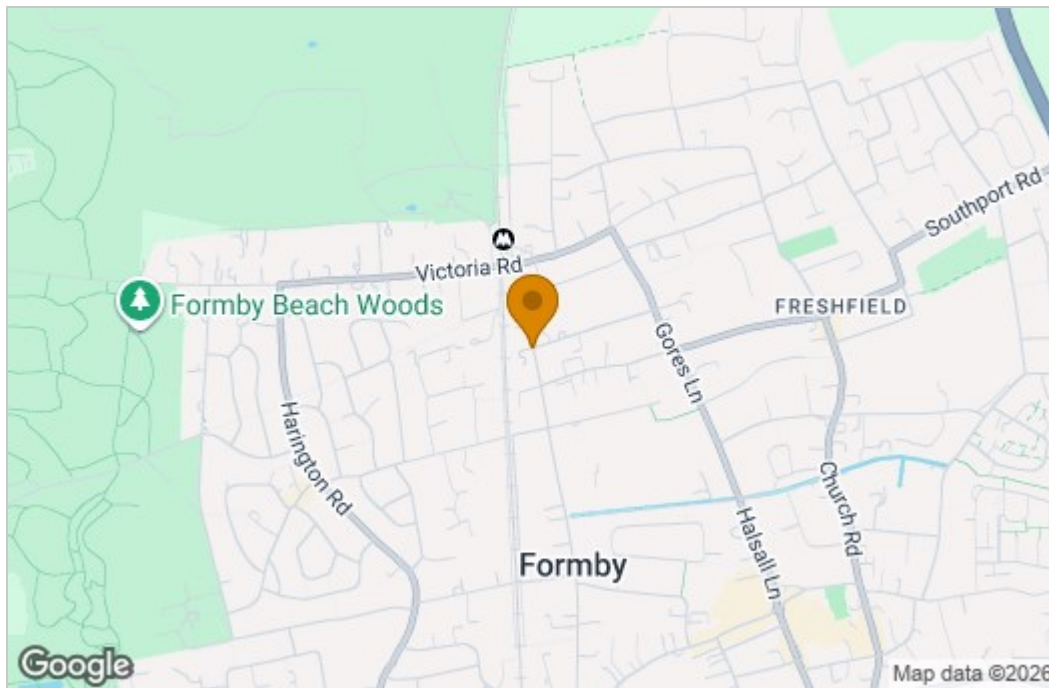 Southport Rd
Victoria Rd
Formby Beach Woods
FRESHFIELD
Gores Ln
Harington Rd
Church Rd
Halsall Ln
Formby
Google
Map data ©2026